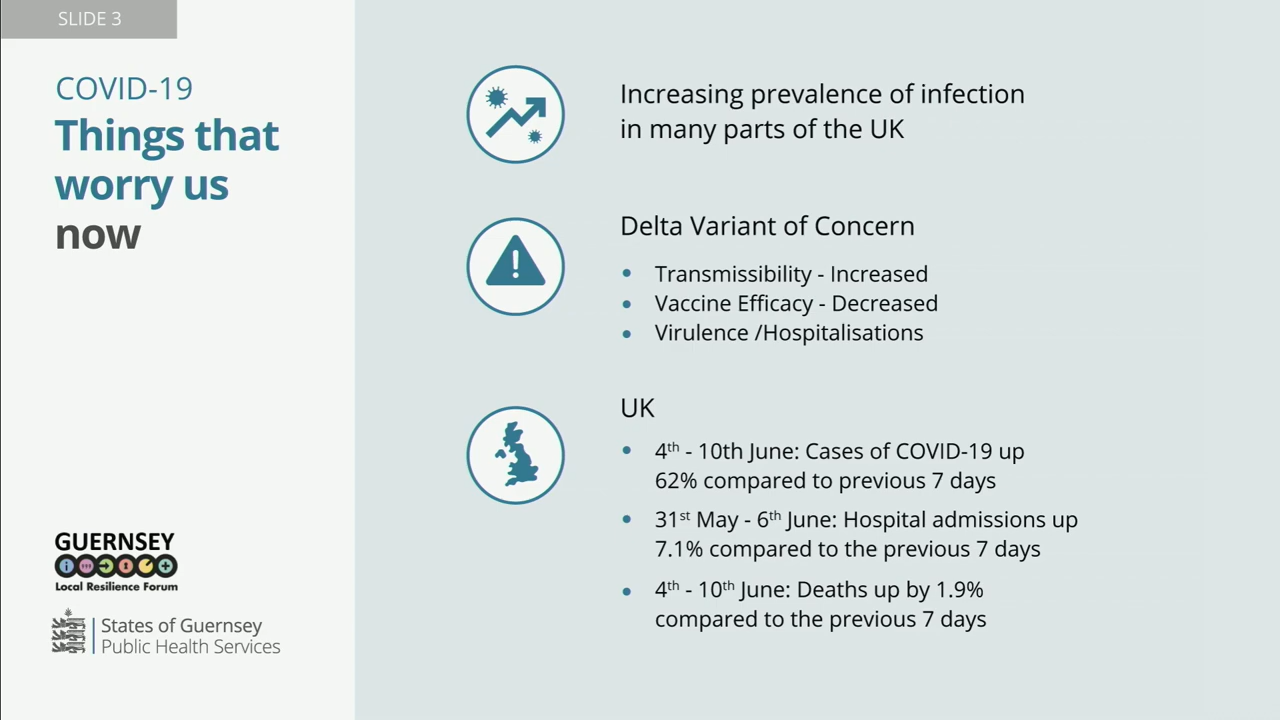 SLIDE 3
COVID-19
Things that
worry us
now
GUERNSEY
Local Resilience Forum
States of Guernsey
Public Health Services
Increasing prevalence of infection
in many parts of the UK
Delta Variant of Concern
• Transmissibility - Increased
• Vaccine Efficacy - Decreased
• Virulence /Hospitalisations
UK
• 4th - 10th June: Cases of COVID-19 up
62% compared to previous 7 days
• 31st May - 6th June: Hospital admissions up
7.1% compared to the previous 7 days
• 4th - 10th June: Deaths up by 1.9%
compared to the previous 7 days